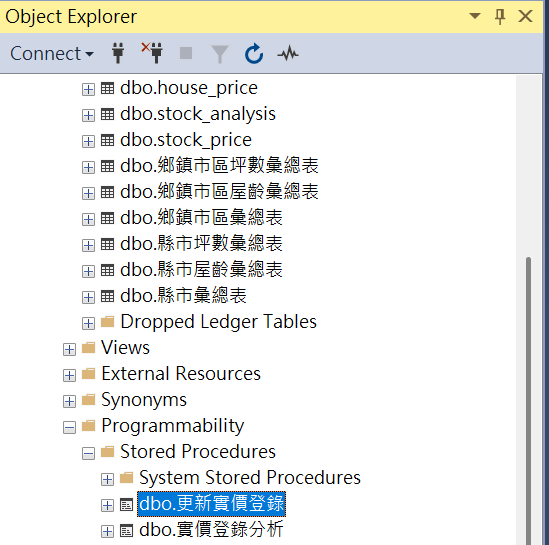 Object Explorer
Connect
dbo.house_price
dbo.stock_analysis
dbo.stock_price
dbo.鄉鎮市區坪數彙總表
dbo.鄉鎮市區屋齡彙總表
dbo.鄉鎮市區彙總表
dbo.縣市坪數彙總表
dbo.縣市屋齡彙總表
dbo.縣市彙總表
Dropped Ledger Tables
Views
External Resources
Synonyms
Programmability
Stored Procedures
System Stored Procedures
dbo.更新實價登錄
dbo.實價登錄分析